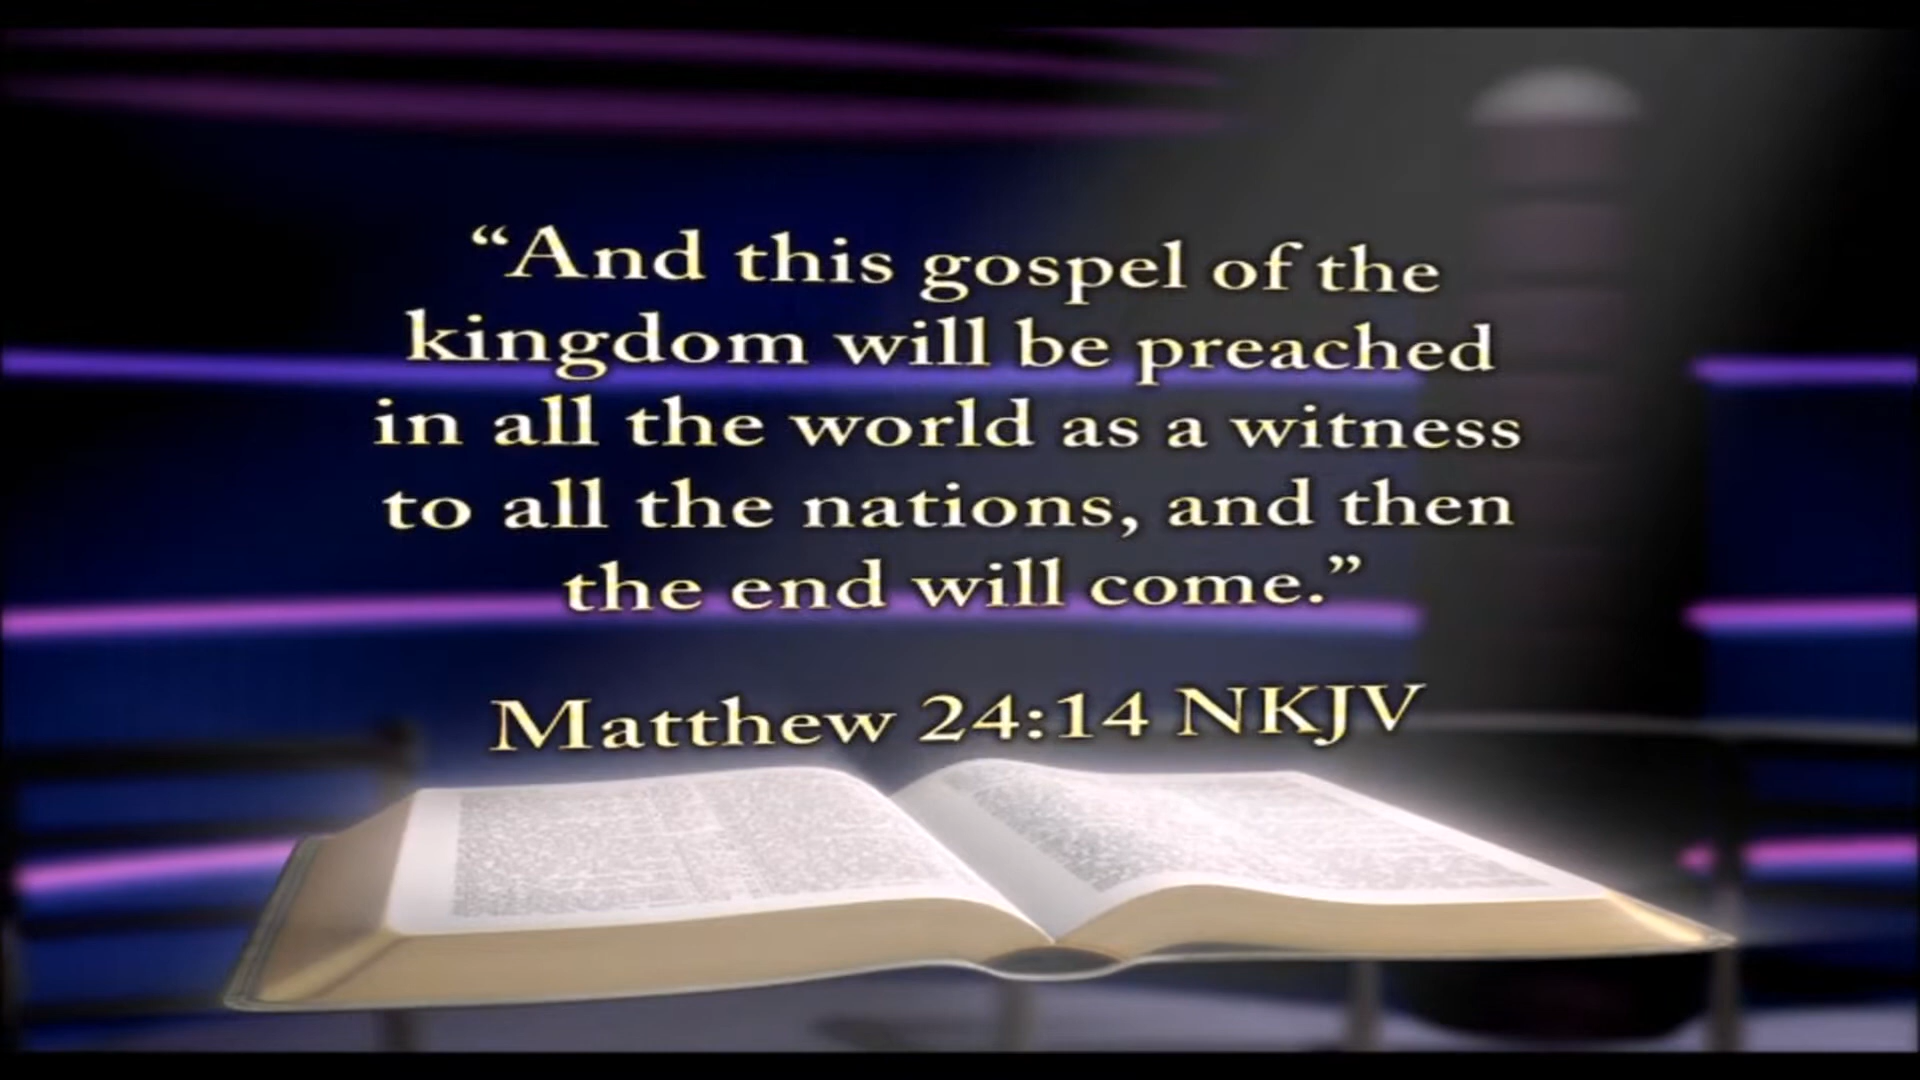 “And this gospel of the
kingdom will be preached
in all the world as a witness
to all the nations, and then
the end will come.”
Matthew 24:14 NKJV